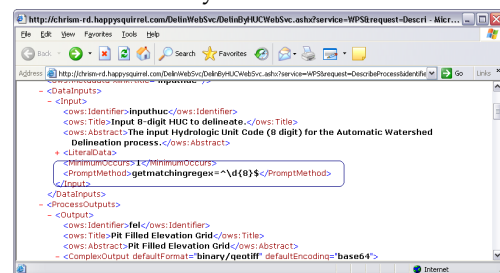 http://chrism-rd.happysquirrel.com/DelinWebSvc/DelinByHUCWebSvc.ashx?service=WPS&request=Descri - Micr...
File Edit View Favorites Tools Help
Back Search Favorites
Address http://chrism-rd.happysquirrel.com/DelinWebSvc/DelinByHUCWebSvc.ashx?service=WPS&request=DescribeProcess&identifie Go Links »
- <DataInputs>
- <Input>
<ows:Identifier>inputhuc</ows:Identifier>
<ows:Title>Input 8-digit HUC to delineate.</ows:Title>
<ows:Abstract>The input Hydrologic Unit Code (8 digit) for the Automatic Watershed
Delineation process.</ows:Abstract>
+ <LiteralData>
<MinimumOccurs>1</MinimumOccurs>
<PromptMethod>getmatchingregex=^\d{8}$</PromptMethod>
</Input>
</DataInputs>
- <ProcessOutputs>
- <Output>
<ows:Identifier>fel</ows:Identifier>
<ows:Title>Pit Filled Elevation Grid</ows:Title>
<ows:Abstract>Pit Filled Elevation Grid</ows:Abstract>
- <ComplexOutput defaultFormat="binary/geotiff" defaultEncoding="base64">
Internet